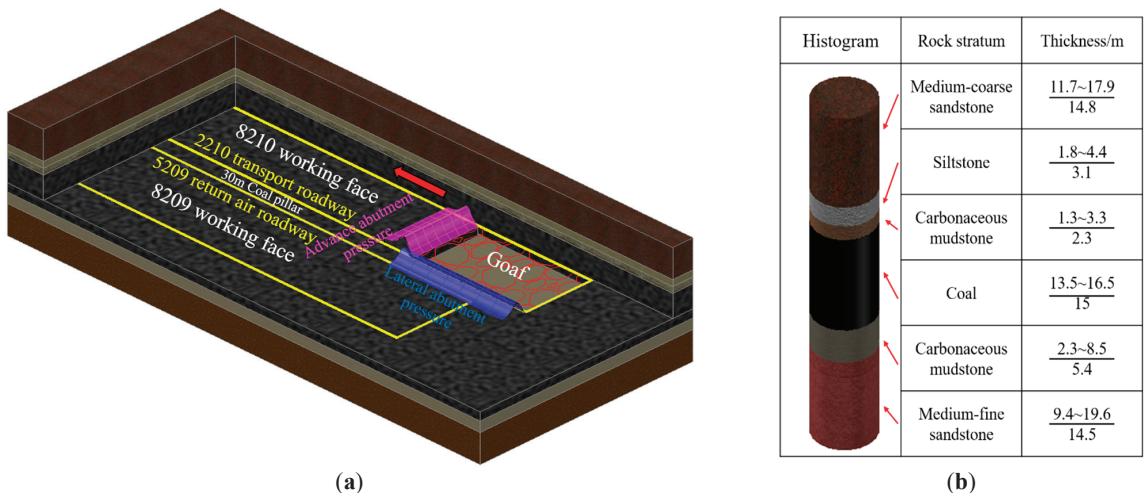 8210 working face
2210 transport roadway
30m Coal pillar
5209 return air roadway
8209 working face
Advance abutment
pressure
Goaf
Lateral abutment
pressure
(a)
Histogram
Rock stratum
Thickness/m
Medium-coarse
sandstone
11.7~17.9
14.8
Siltstone
1.8~4.4
3.1
Carbonaceous
mudstone
1.3~3.3
2.3
Coal
13.5~16.5
15
Carbonaceous
mudstone
2.3~8.5
5.4
Medium-fine
sandstone
9.4~19.6
14.5
(b)